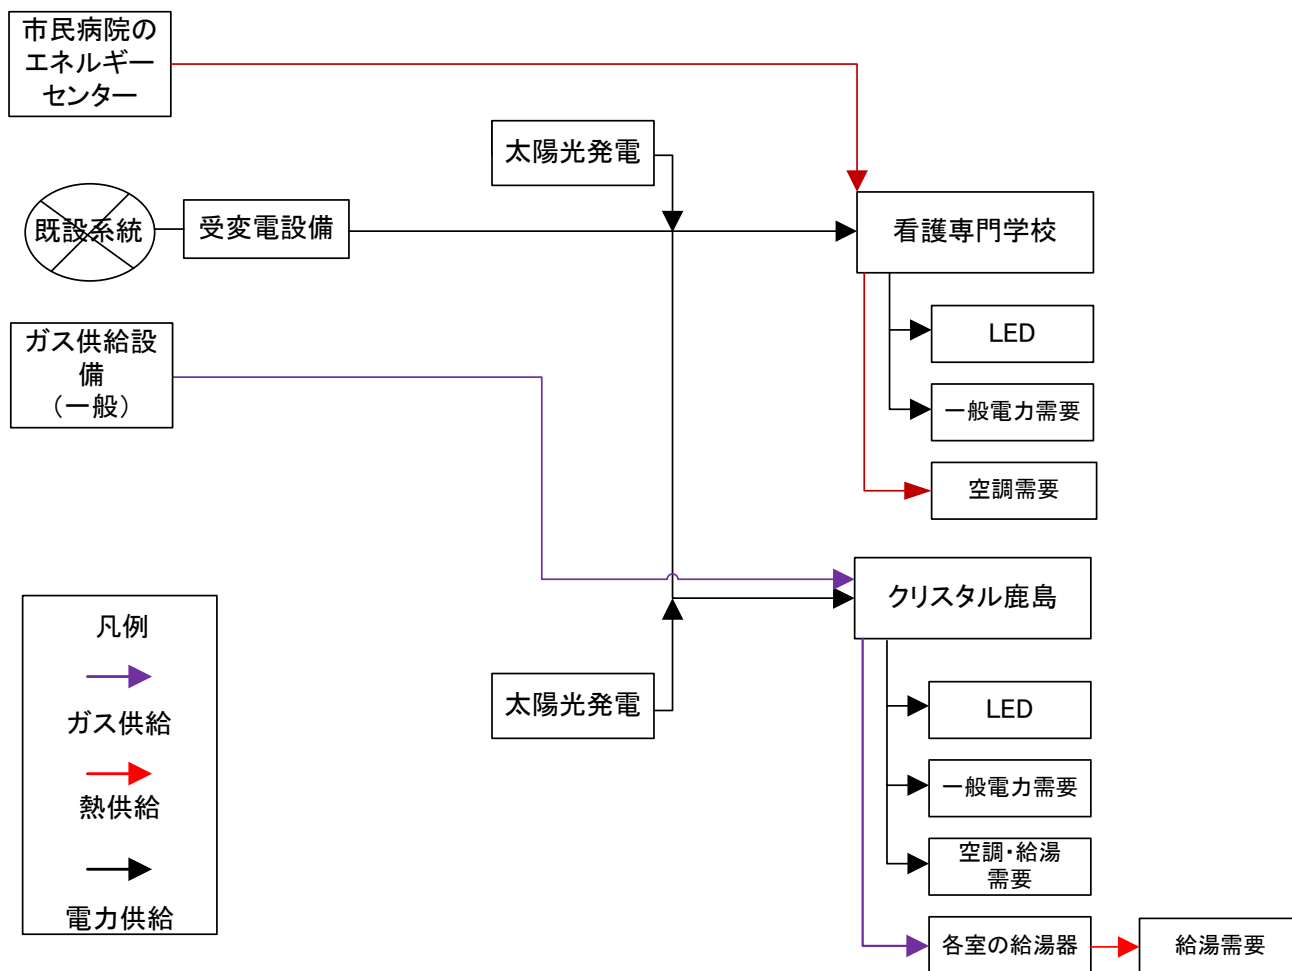 市民病院の
エネルギー
センター
太陽光発電
既設系統
受変電設備
看護専門学校
LED
ガス供給設
備
（一般）
一般電力需要
空調需要
クリスタル鹿島
凡例
ガス供給
熱供給
電力供給
太陽光発電
LED
一般電力需要
空調・給湯
需要
各室の給湯器
給湯需要